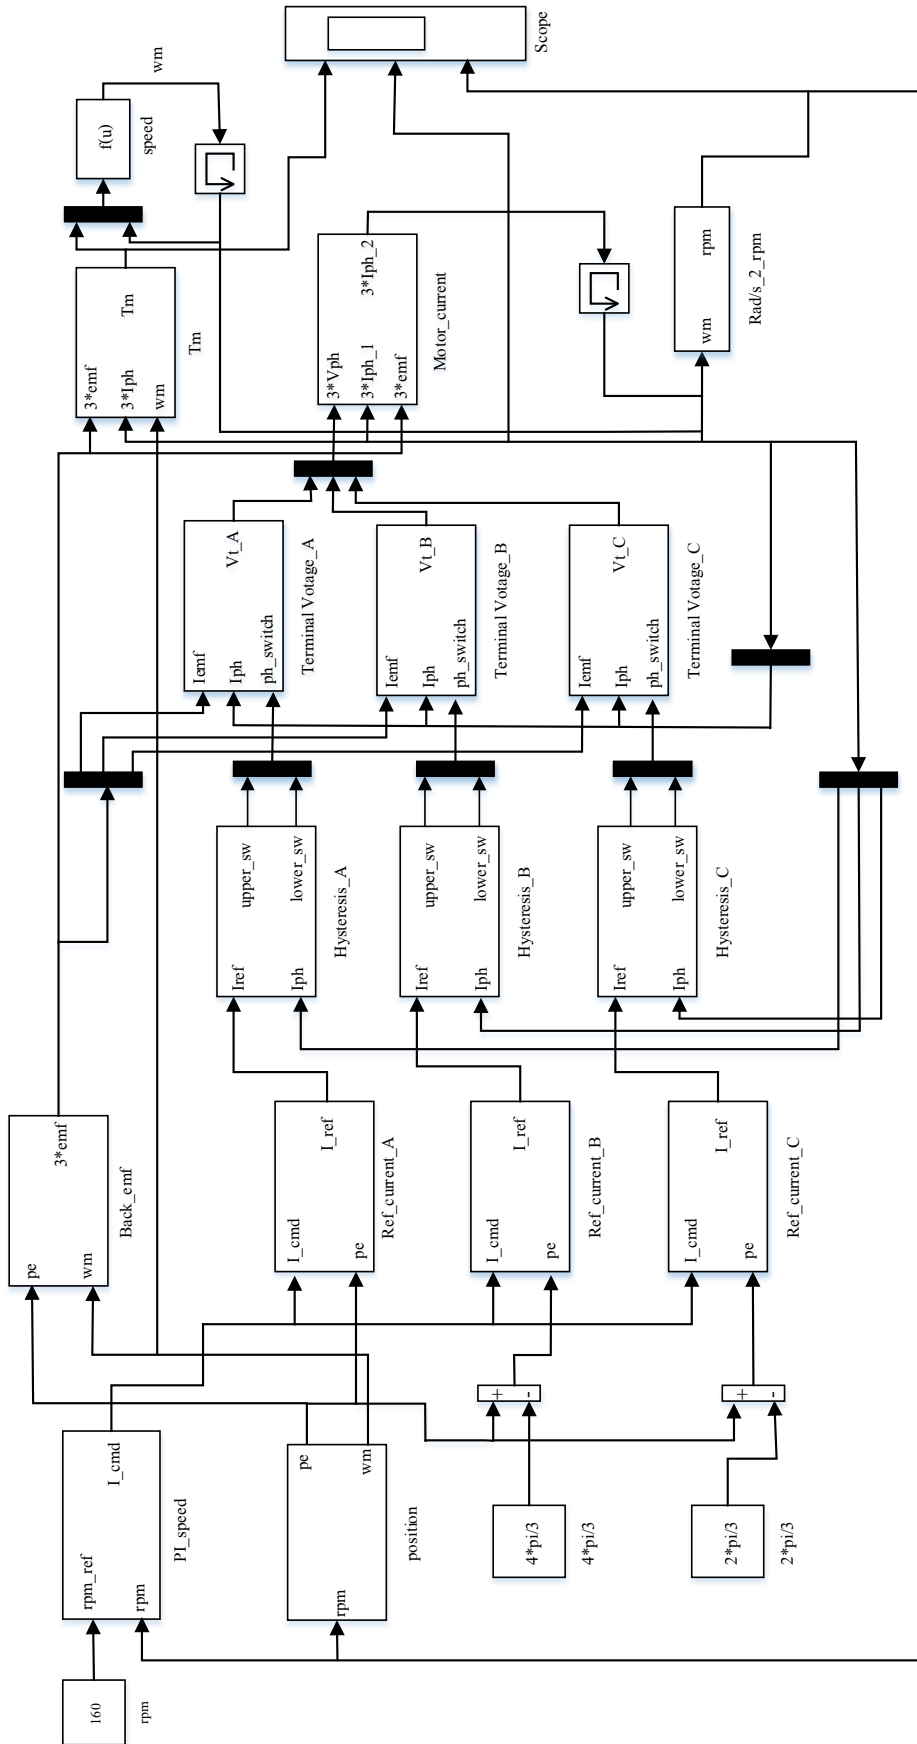 160
rpm
rpm_ref
rpm
I_cmd
PI_speed
rpm
pe
wm
position
4*pi/3
4*pi/3
2*pi/3
2*pi/3
+
-
+
-
pe
wm
3*emf
Back_emf
I_cmd
pe
I_ref
Ref_current_A
I_cmd
pe
I_ref
Ref_current_B
I_cmd
pe
I_ref
Ref_current_C
Iref
Iph
upper_sw
lower_sw
Hysteresis_A
Iref
Iph
upper_sw
lower_sw
Hysteresis_B
Iref
Iph
upper_sw
lower_sw
Hysteresis_C
Iemf
Iph
ph_switch
Vt_A
Terminal Votage_A
Iemf
Iph
ph_switch
Vt_B
Terminal Votage_B
Iemf
Iph
ph_switch
Vt_C
Terminal Votage_C
3*emf
3*Iph
wm
Tm
Tm
3*Vph
3*Iph_1
3*emf
3*Iph_2
Motor_current
f(u)
speed
wm
wm
rpm
Rad/s_2_rpm
Scope